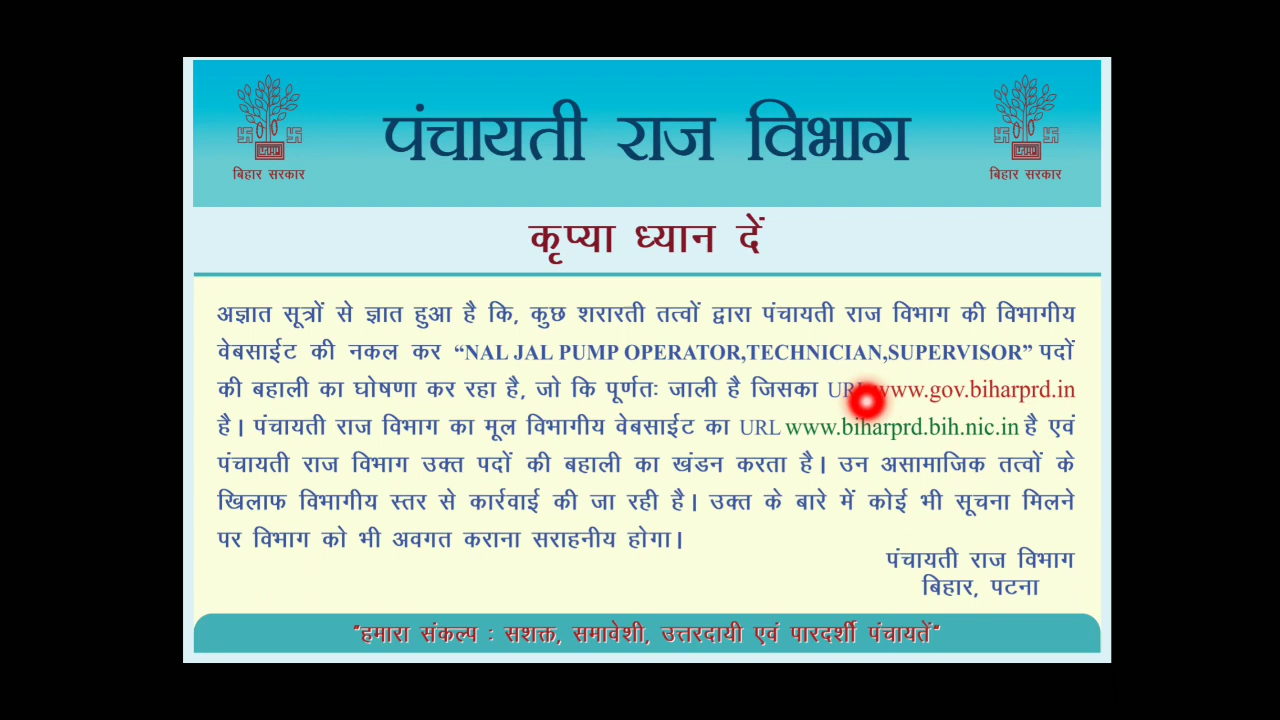 बिहार सरकार
पंचायती राज विभाग
बिहार सरकार
कृप्या ध्यान दें
अज्ञात सूत्रों से ज्ञात हुआ है कि, कुछ शरारती तत्वों द्वारा पंचायती राज विभाग की विभागीय
वेबसाईट की नकल कर “NAL JAL PUMP OPERATOR,TECHNICIAN,SUPERVISOR” पदों
की बहाली का घोषणा कर रहा है, जो कि पूर्णतः जाली है जिसका URL www.gov.biharprd.in
है। पंचायती राज विभाग का मूल विभागीय वेबसाईट का URL www.biharprd.bih.nic.in है एवं
पंचायती राज विभाग उक्त पदों की बहाली का खंडन करता है। उन असामाजिक तत्वों के
खिलाफ विभागीय स्तर से कार्रवाई की जा रही है। उक्त के बारे में कोई भी सूचना मिलने
पर विभाग को भी अवगत कराना सराहनीय होगा।
पंचायती राज विभाग
बिहार, पटना
"हमारा संकल्प : सशक्त, समावेशी, उत्तरदायी एवं पारदर्शी पंचायतें"